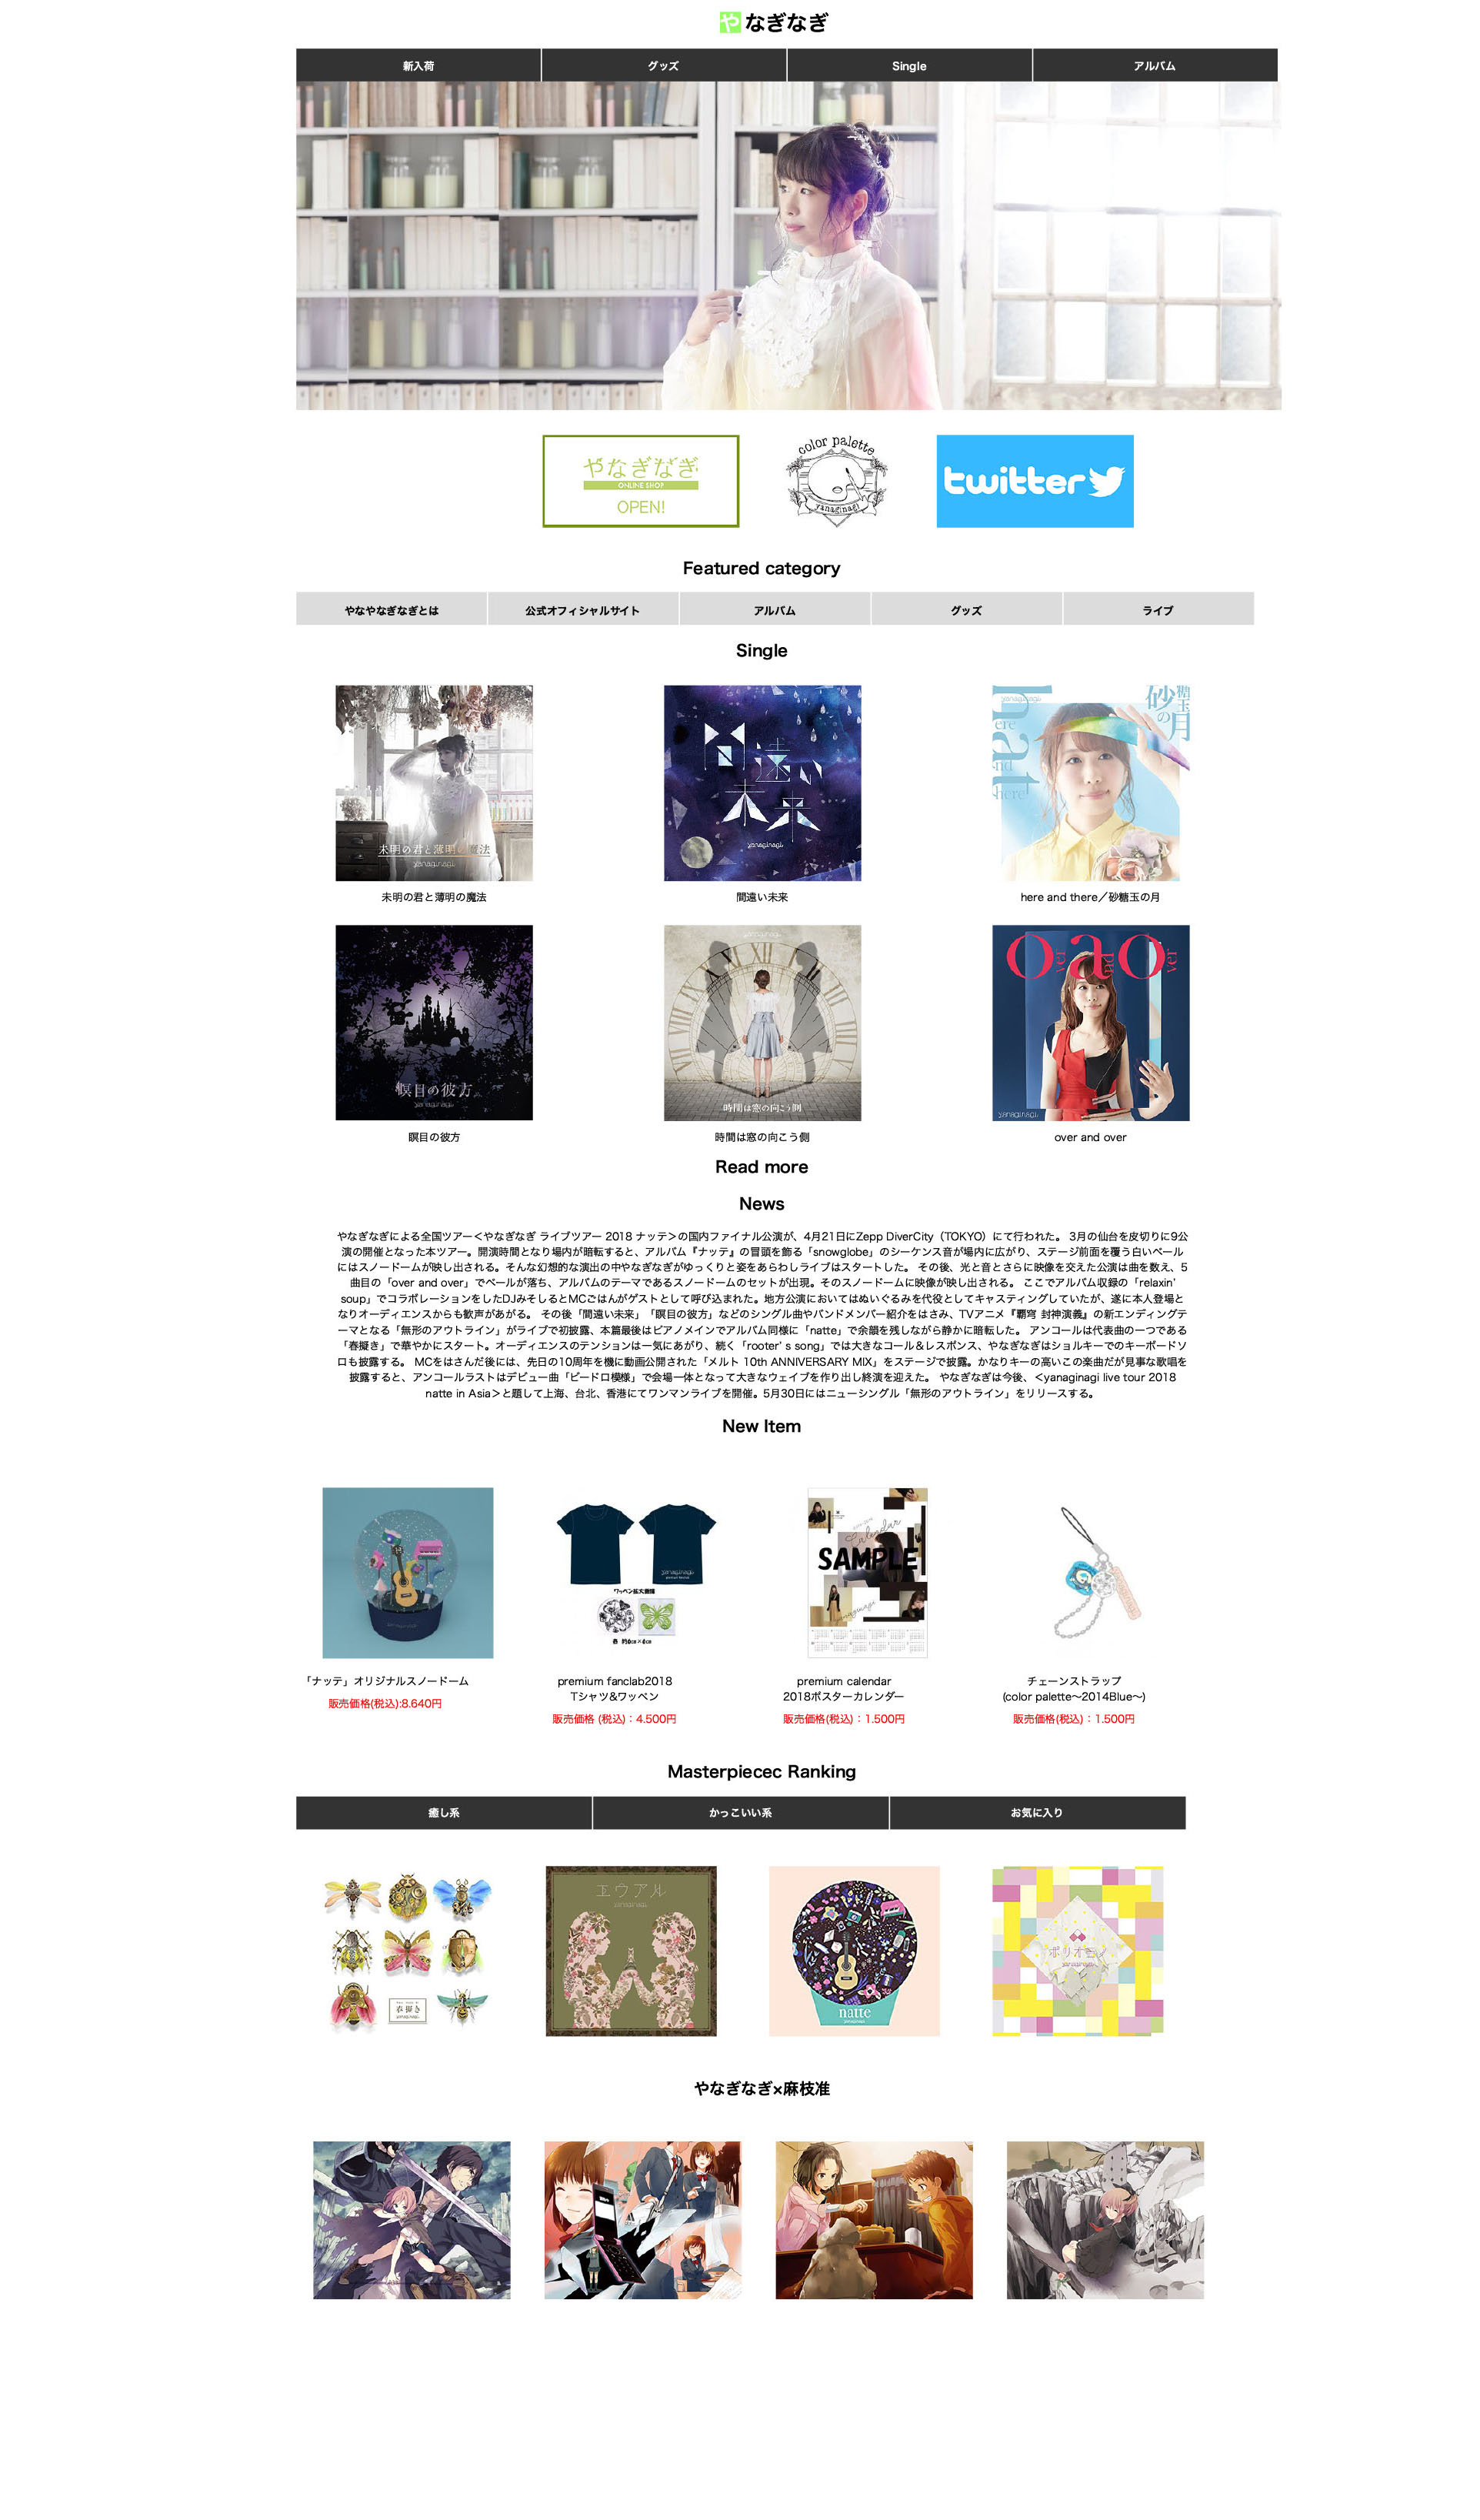 やなぎなぎ
新入荷
グッズ
Single
アルバム
やなぎなぎ
ONLINE SHOP
OPEN!
color palette
yanaginagi
twitter
Featured category
やなやなぎなぎとは
公式オフィシャルサイト
アルバム
グッズ
ライブ
Single
未明の君と薄明の魔法
yanaginagi
間遠い未来
yanaginagi
here and there
砂糖玉の月
yanaginagi
未明の君と薄明の魔法
間遠い未来
here and there／砂糖玉の月
瞑目の彼方
yanaginagi
yanaginagi
時間は窓の向こう側
over and over
yanaginagi
瞑目の彼方
時間は窓の向こう側
over and over
Read more
News
やなぎなぎによる全国ツアー＜やなぎなぎ ライブツアー 2018 ナッテ＞の国内ファイナル公演が、4月21日にZepp DiverCity（TOKYO）にて行われた。 3月の仙台を皮切りに9公
演の開催となった本ツアー。開演時間となり場内が暗転すると、アルバム『ナッテ』の冒頭を飾る「snowglobe」のシーケンス音が場内に広がり、ステージ前面を覆う白いベール
にはスノードームが映し出される。そんな幻想的な演出の中やなぎなぎがゆっくりと姿をあらわしライブはスタートした。 その後、光と音とさらに映像を交えた公演は曲を数え、5
曲目の「over and over」でベールが落ち、アルバムのテーマであるスノードームのセットが出現。そのスノードームに映像が映し出される。 ここでアルバム収録の「relaxin'
soup」でコラボレーションをしたDJみそしるとMCごはんがゲストとして呼び込まれた。地方公演においてはぬいぐるみを代役としてキャスティングしていたが、遂に本人登場と
なりオーディエンスからも歓声があがる。 その後「間遠い未来」「瞑目の彼方」などのシングル曲やバンドメンバー紹介をはさみ、TVアニメ『覇穹 封神演義』の新エンディングテ
ーマとなる「無形のアウトライン」がライブで初披露、本篇最後はピアノメインでアルバム同様に「natte」で余韻を残しながら静かに暗転した。 アンコールは代表曲の一つである
「春擬き」で華やかにスタート。オーディエンスのテンションは一気にあがり、続く「rooter' s song」では大きなコール＆レスポンス、やなぎなぎはショルキーでのキーボードソ
ロも披露する。 MCをはさんだ後には、先日の10周年を機に動画公開された「メルト 10th ANNIVERSARY MIX」をステージで披露。かなりキーの高いこの楽曲だが見事な歌唱を
披露すると、アンコールラストはデビュー曲「ビードロ模様」で会場一体となって大きなウェイブを作り出し終演を迎えた。 やなぎなぎは今後、＜yanaginagi live tour 2018
natte in Asia＞と題して上海、台北、香港にてワンマンライブを開催。5月30日にはニューシングル「無形のアウトライン」をリリースする。
New Item
yanaginagi
ワッペン拡大画像
各 約6cm×6cm
Calendar
SAMPLE
yanaginagi
「ナッテ」オリジナルスノードーム
販売価格(税込):8.640円
premium fanclab2018
Tシャツ&ワッペン
販売価格 (税込)：4.500円
premium calendar
2018ポスターカレンダー
販売価格(税込)：1.500円
チェーンストラップ
(color palette～2014Blue～)
販売価格(税込)：1.500円
Masterpiecec Ranking
癒し系
かっこいい系
お気に入り
春擬き
yanaginagi
エウアル
yanaginagi
natte
yanaginagi
ポリオミノ
yanaginagi
やなぎなぎ×麻枝准